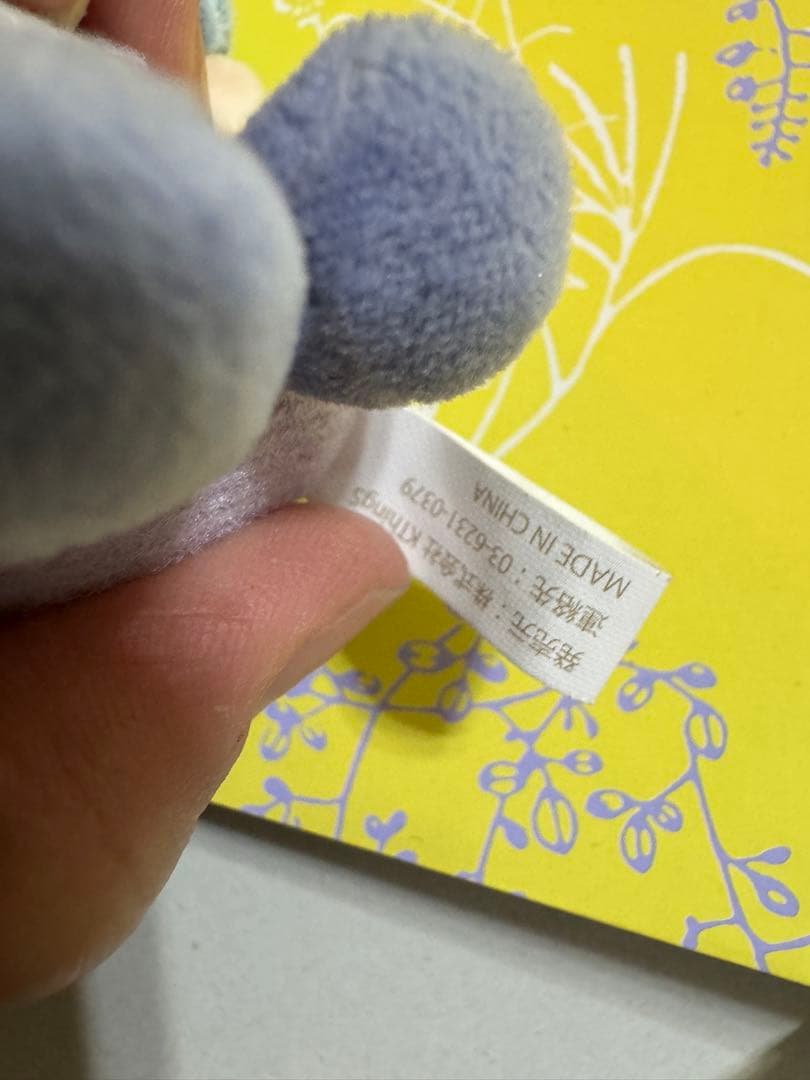 発売元：株式会社 KThingS
連絡先：03-6231-0379
MADE IN CHINA